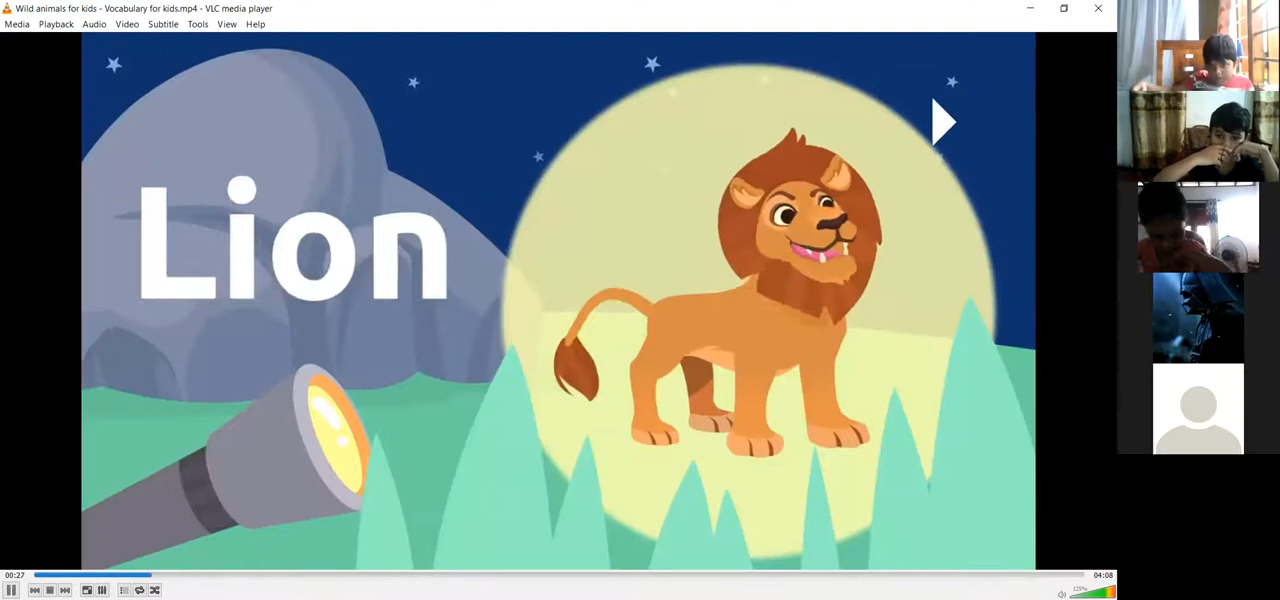 Wild animals for kids - Vocabulary for kids.mp4 - VLC media player
Media Playback Audio Video Subtitle Tools View Help
Lion
00:27
04:08
125%